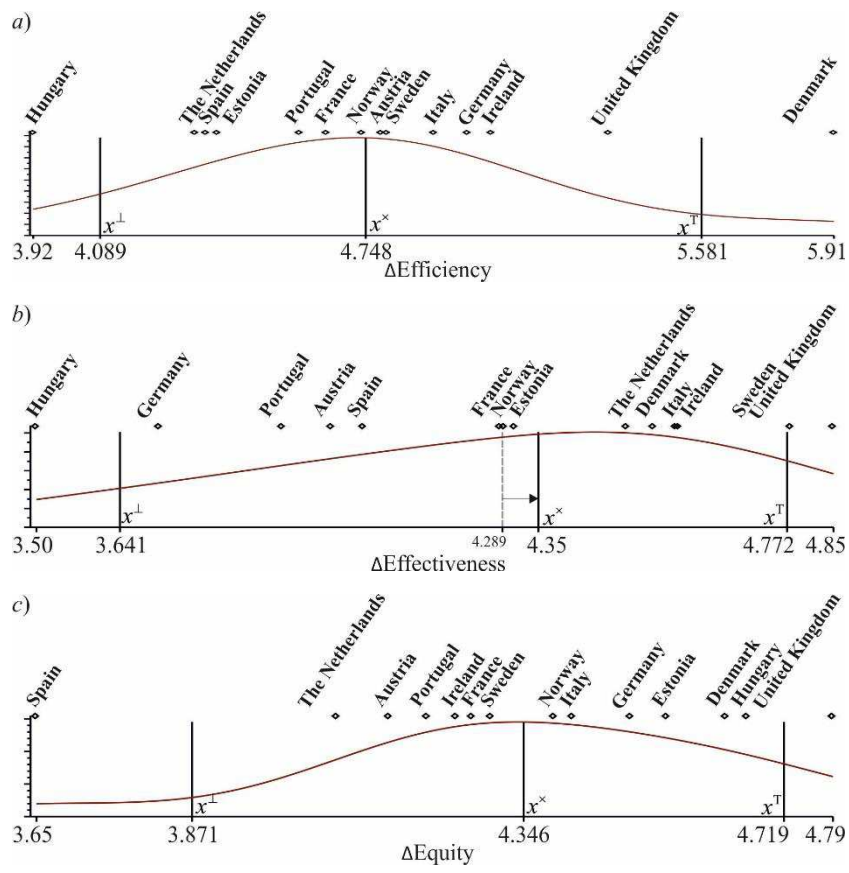 a)
Hungary
The Netherlands
Spain
Estonia
Portugal
France
Norway
Austria
Sweden
Italy
Germany
Ireland
United Kingdom
Denmark
x⊥
x×
xT
3.92 4.089 4.748 5.581 5.91
ΔEfficiency
b)
Hungary
Germany
Portugal
Austria
Spain
France
Norway
Estonia
The Netherlands
Denmark
Italy
Ireland
Sweden
United Kingdom
x⊥
x×
xT
3.50 3.641 4.289 4.35 4.772 4.85
ΔEffectiveness
c)
Spain
The Netherlands
Austria
Portugal
Ireland
France
Sweden
Norway
Italy
Germany
Estonia
Denmark
Hungary
United Kingdom
x⊥
x×
xT
3.65 3.871 4.346 4.719 4.79
ΔEquity